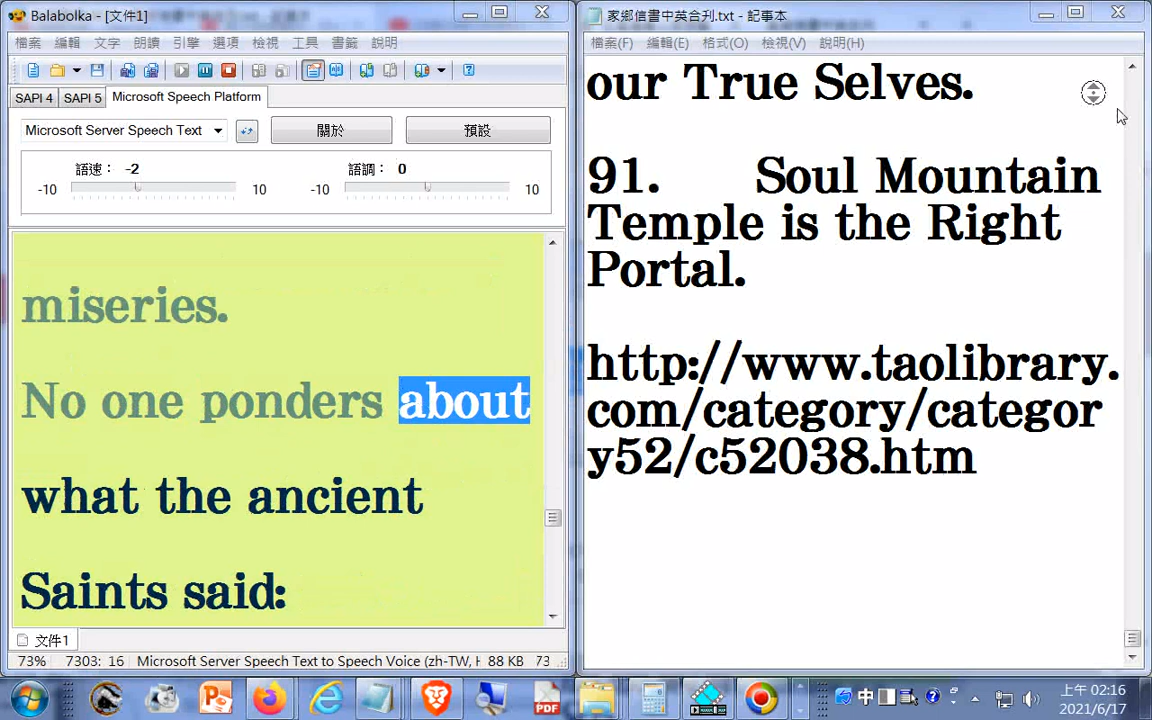 Balabolka - [文件1]
檔案 編輯 文字 朗讀 引擎 選項 檢視 工具 書籤 說明
SAPI 4 SAPI 5 Microsoft Speech Platform
Microsoft Server Speech Text 關於 預設
語速： -2 語調： 0
-10 10 -10 10
miseries.
No one ponders about
what the ancient
Saints said:
文件1
73% 7303: 16 Microsoft Server Speech Text to Speech Voice (zh-TW, H 88 KB 73
家鄉信書中英合刋.txt - 記事本
檔案(F) 編輯(E) 格式(O) 檢視(V) 說明(H)
our True Selves.
91. Soul Mountain
Temple is the Right
Portal.
http://www.taolibrary.
com/category/categor
y52/c52038.htm
PDF
中
上午 02:16
2021/6/17